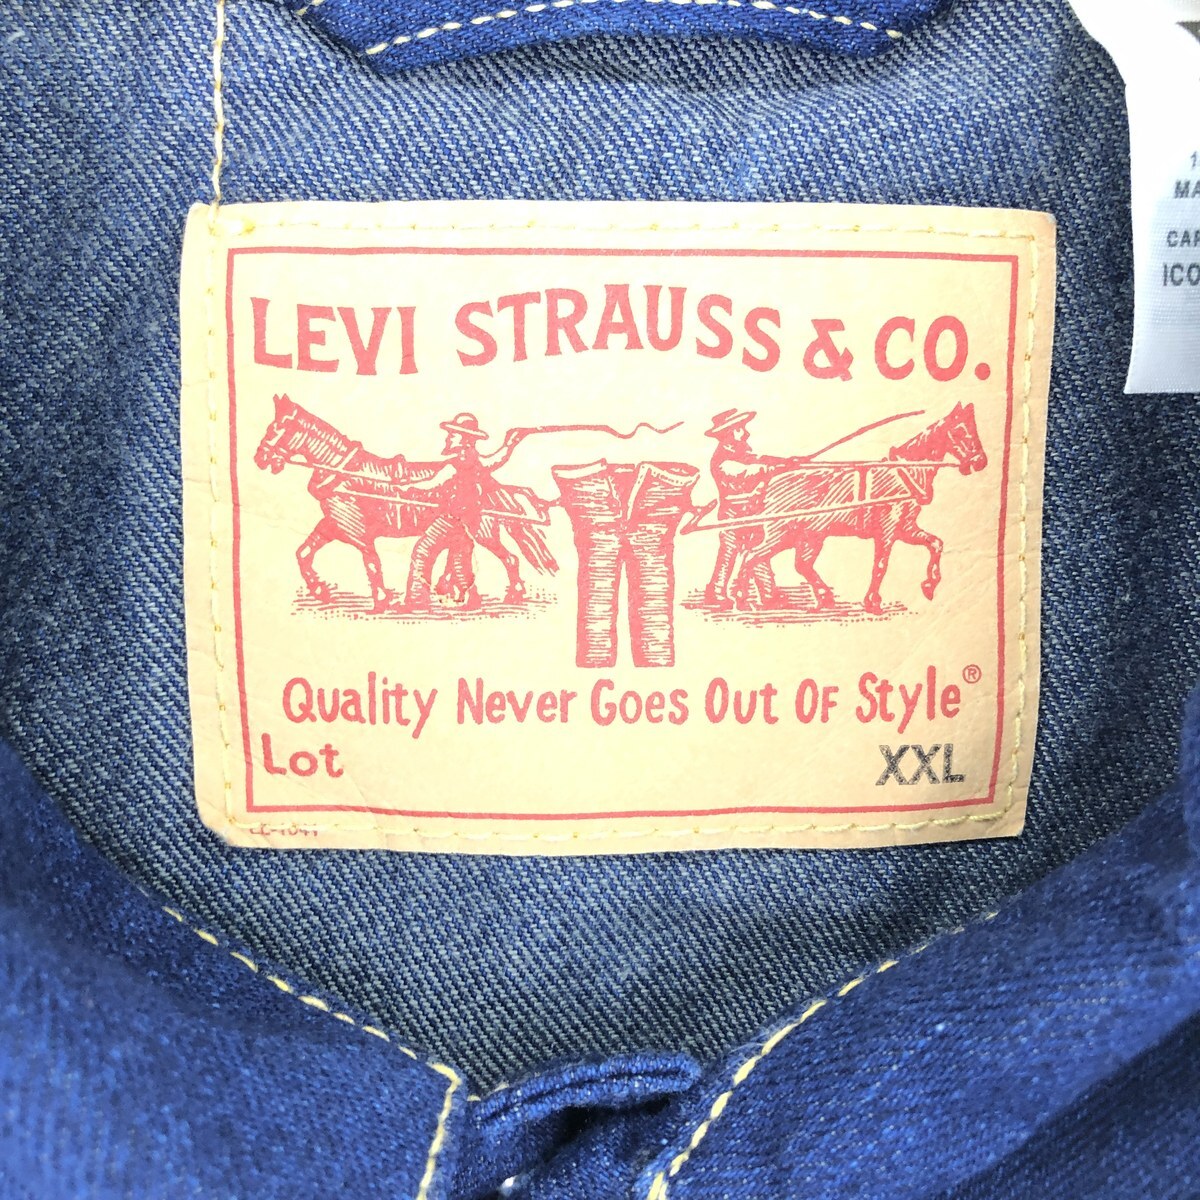 LEVI STRAUSS & CO.
Quality Never Goes Out Of Style®
Lot XXL